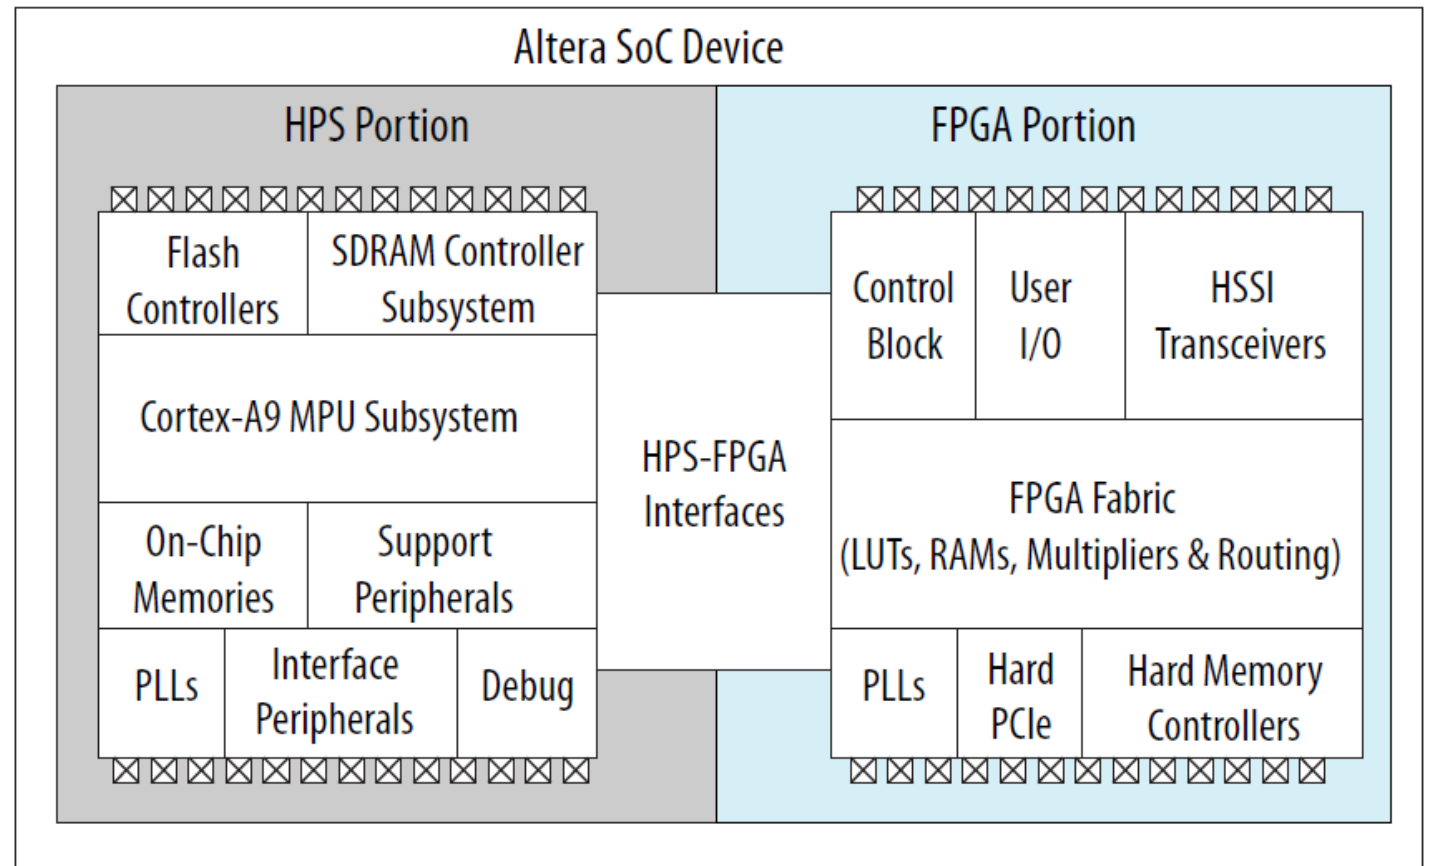 Altera SoC Device
HPS Portion
FPGA Portion
Flash
Controllers
SDRAM Controller
Subsystem
Cortex-A9 MPU Subsystem
On-Chip
Memories
Support
Peripherals
PLLs
Interface
Peripherals
Debug
HPS-FPGA
Interfaces
Control
Block
User
I/O
HSSI
Transceivers
FPGA Fabric
(LUTs, RAMs, Multipliers & Routing)
PLLs
Hard
PCIe
Hard Memory
Controllers